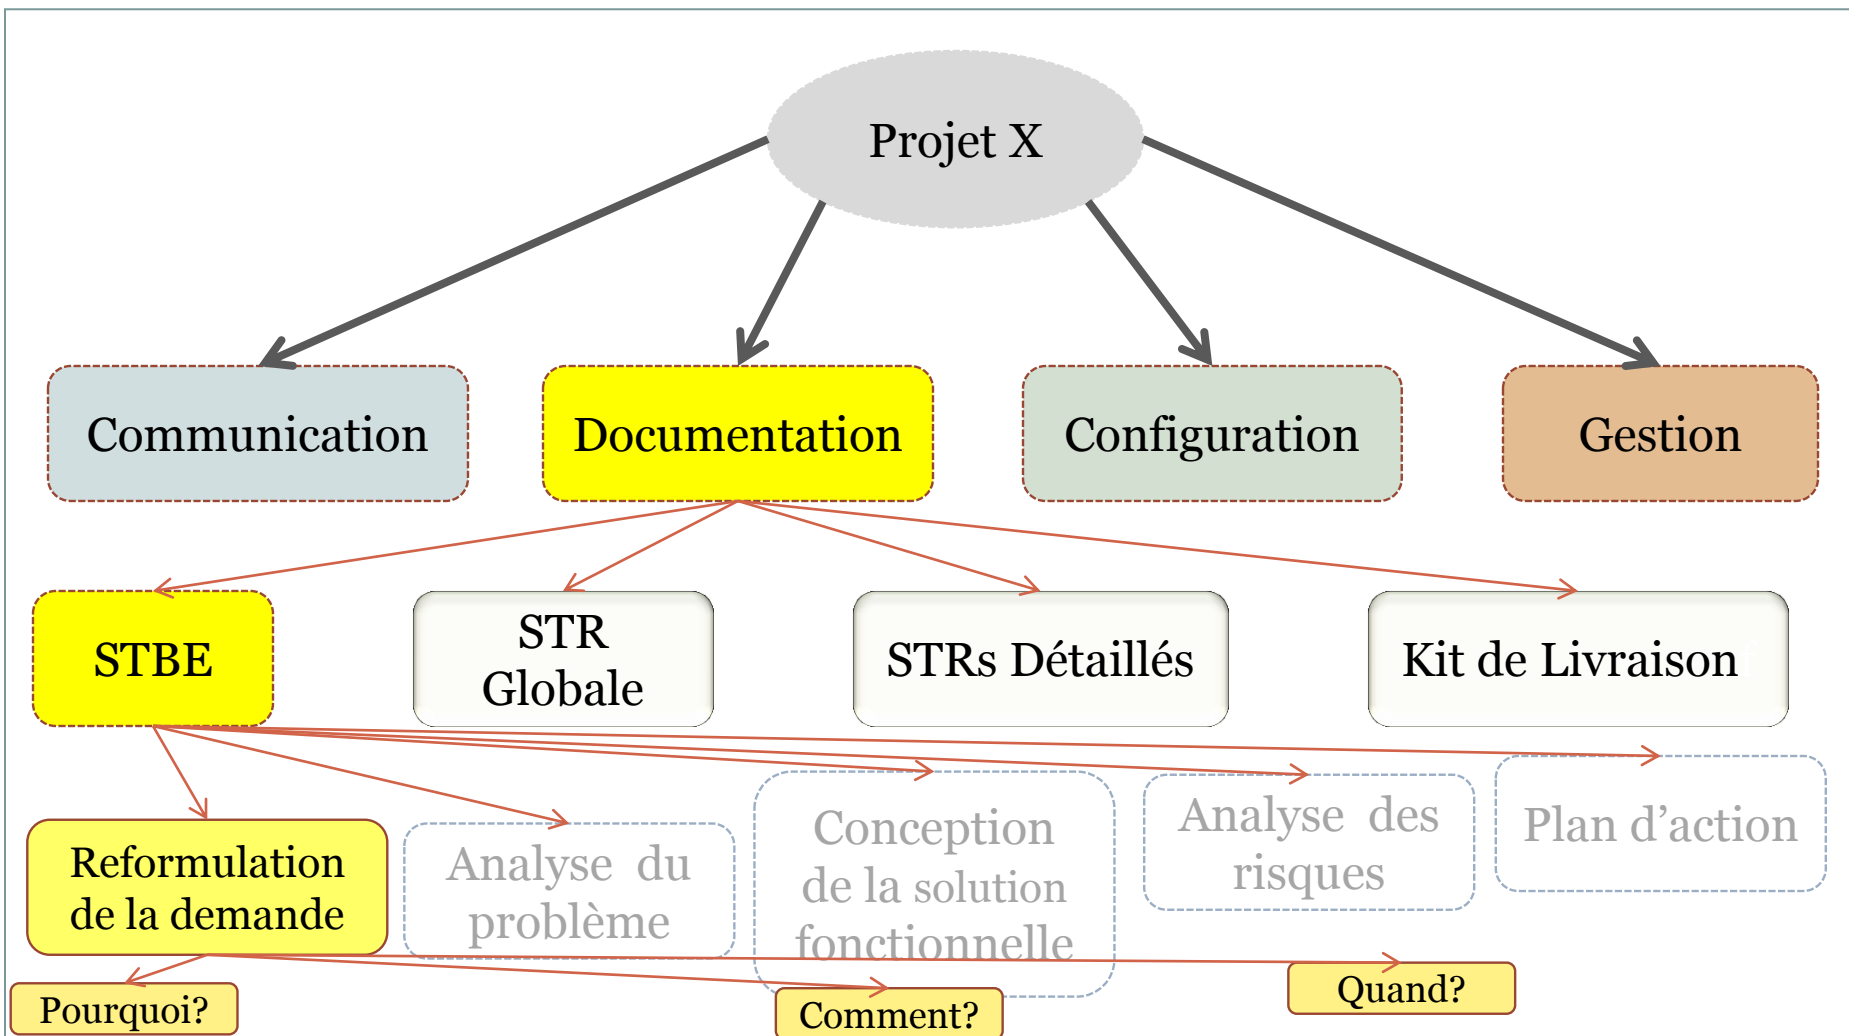 Projet X
Communication
Documentation
Configuration
Gestion
STBE
STR
Globale
STRs Détaillés
Kit de Livraison
Reformulation
de la demande
Analyse du
problème
Conception
de la solution
fonctionnelle
Analyse des
risques
Plan d’action
Pourquoi?
Comment?
Quand?